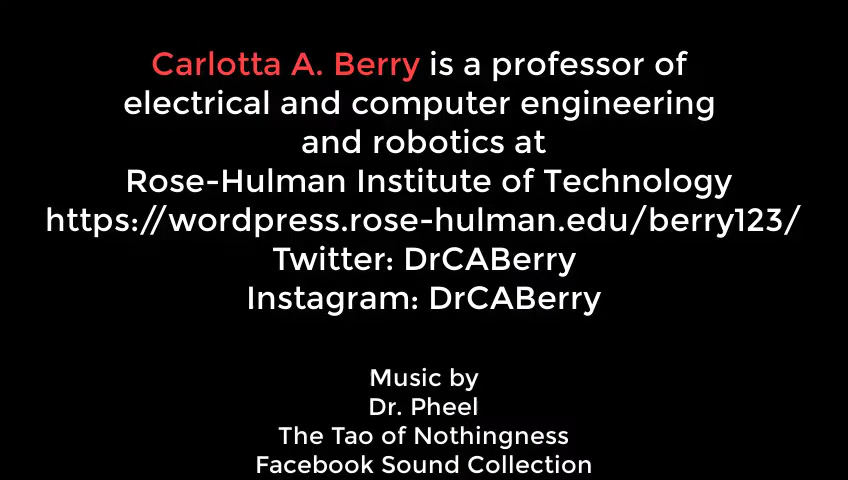 Carlotta A. Berry is a professor of
electrical and computer engineering
and robotics at
Rose-Hulman Institute of Technology
https://wordpress.rose-hulman.edu/berry123/
Twitter: DrCABerry
Instagram: DrCABerry
Music by
Dr. Pheel
The Tao of Nothingness
Facebook Sound Collection